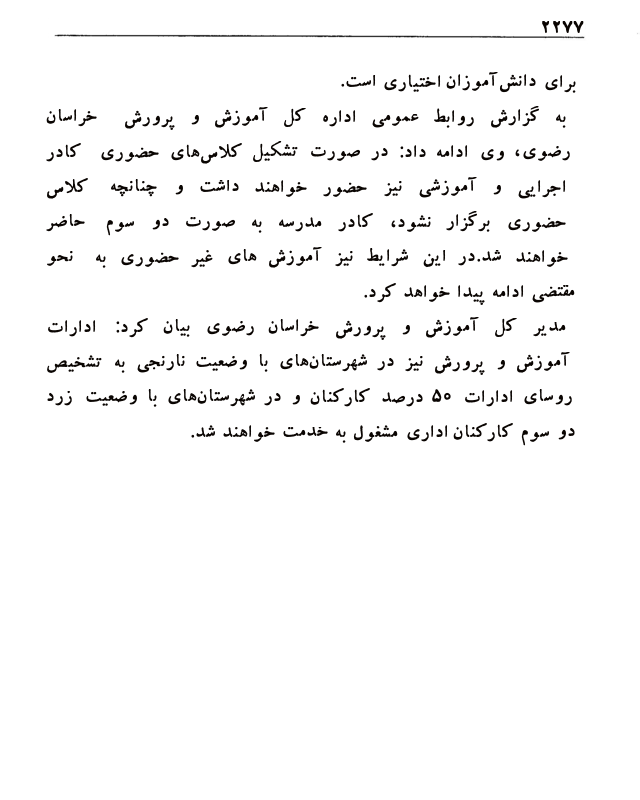 ۲۲۷۷
برای دانش‌آموزان اختیاری است.
به گزارش روابط عمومی اداره کل آموزش و پرورش خراسان
رضوی، وی ادامه داد: در صورت تشکیل کلاس‌های حضوری کادر
اجرایی و آموزشی نیز حضور خواهند داشت و چنانچه کلاس
حضوری برگزار نشود، کادر مدرسه به صورت دو سوم حاضر
خواهند شد.در این شرایط نیز آموزش های غیر حضوری به نحو
مقتضی ادامه پیدا خواهد کرد.
مدیر کل آموزش و پرورش خراسان رضوی بیان کرد: ادارات
آموزش و پرورش نیز در شهرستان‌های با وضعیت نارنجی به تشخیص
روسای ادارات ۵۰ درصد کارکنان و در شهرستان‌های با وضعیت زرد
دو سوم کارکنان اداری مشغول به خدمت خواهند شد.